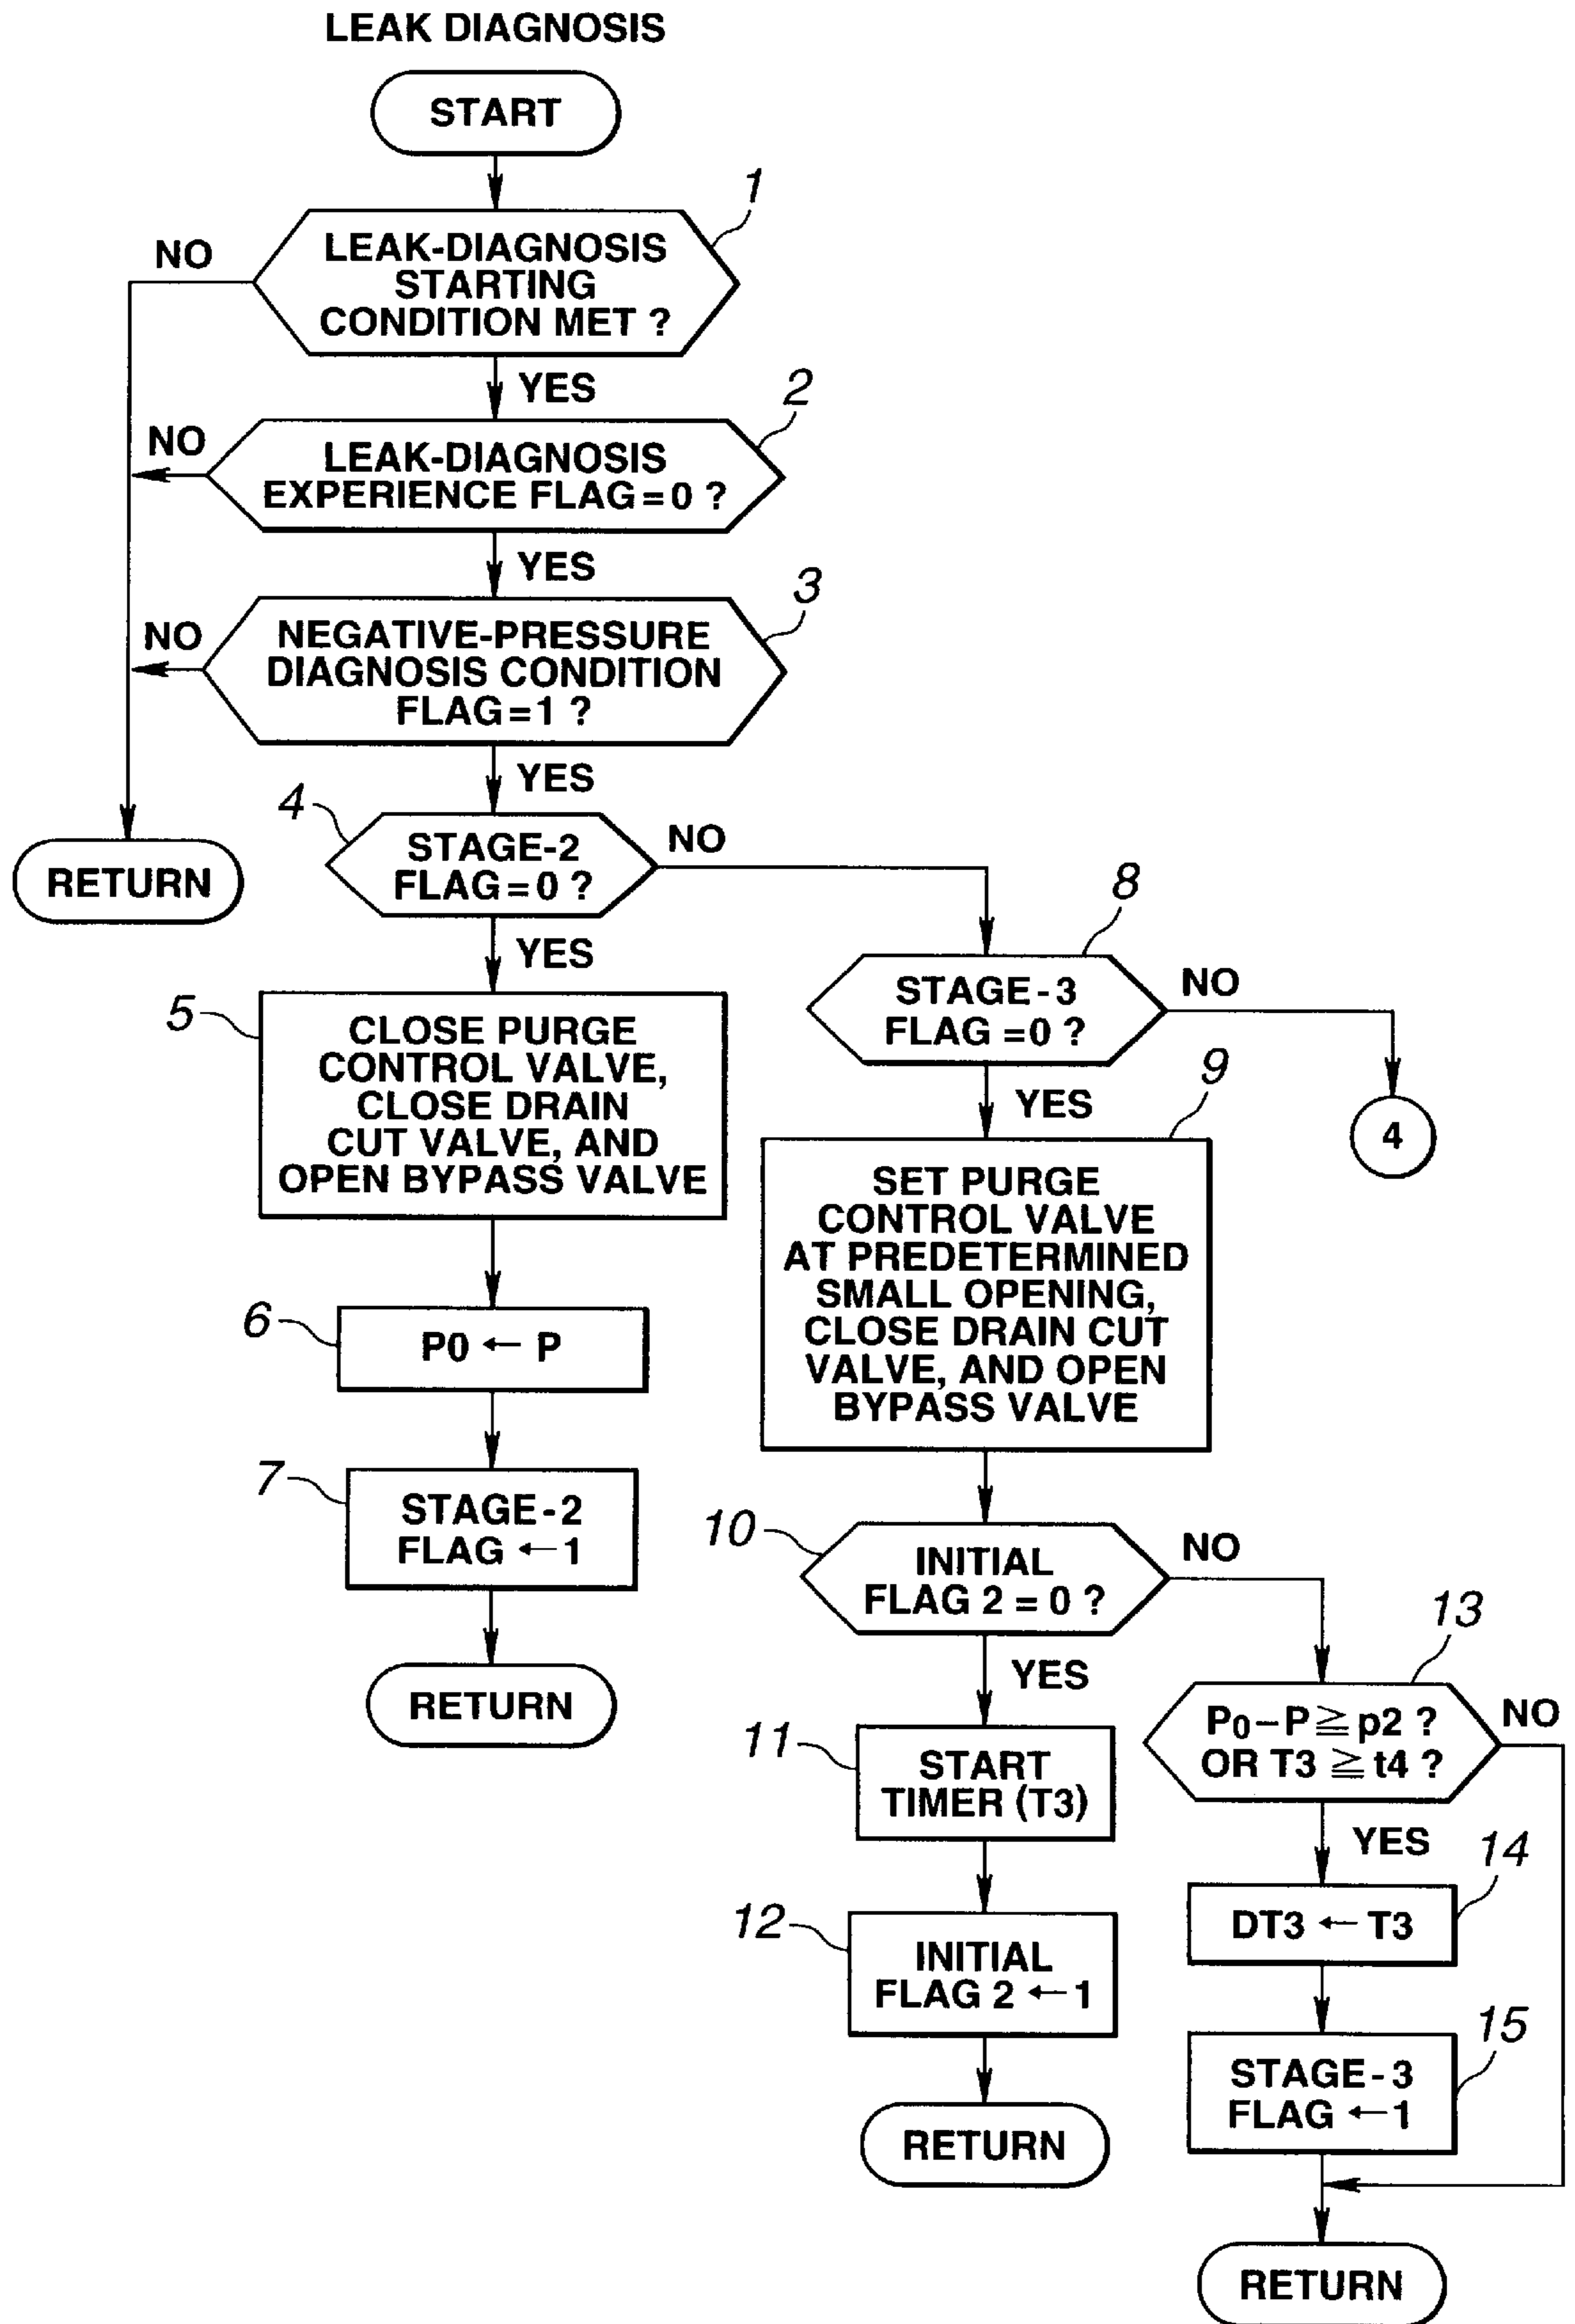 LEAK DIAGNOSIS
START
1
LEAK-DIAGNOSIS
STARTING
CONDITION MET ?
NO
YES
2
LEAK-DIAGNOSIS
EXPERIENCE FLAG = 0 ?
NO
YES
3
NEGATIVE-PRESSURE
DIAGNOSIS CONDITION
FLAG = 1 ?
NO
YES
RETURN
4
STAGE-2
FLAG = 0 ?
NO
YES
5
CLOSE PURGE
CONTROL VALVE,
CLOSE DRAIN
CUT VALVE, AND
OPEN BYPASS VALVE
6
P0 ← P
7
STAGE-2
FLAG ← 1
RETURN
8
STAGE-3
FLAG = 0 ?
NO
4
YES
9
SET PURGE
CONTROL VALVE
AT PREDETERMINED
SMALL OPENING,
CLOSE DRAIN CUT
VALVE, AND OPEN
BYPASS VALVE
10
INITIAL
FLAG 2 = 0 ?
NO
YES
11
START
TIMER (T3)
12
INITIAL
FLAG 2 ← 1
RETURN
13
P0 – P ≧ p2 ?
OR T3 ≧ t4 ?
NO
YES
14
DT3 ← T3
15
STAGE-3
FLAG ← 1
RETURN